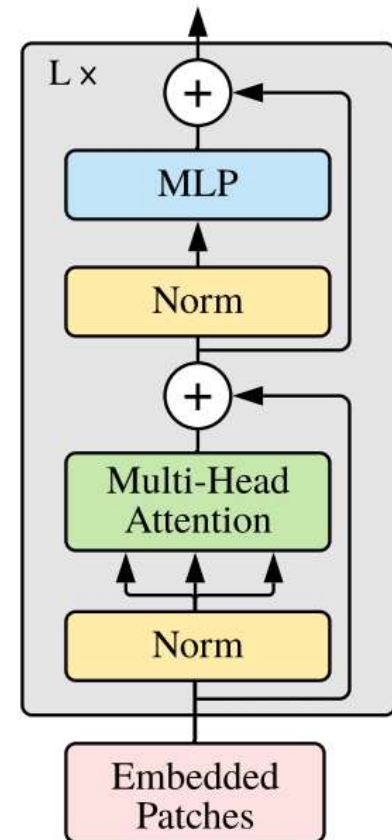 L ×
+
MLP
Norm
+
Multi-Head
Attention
Norm
Embedded
Patches